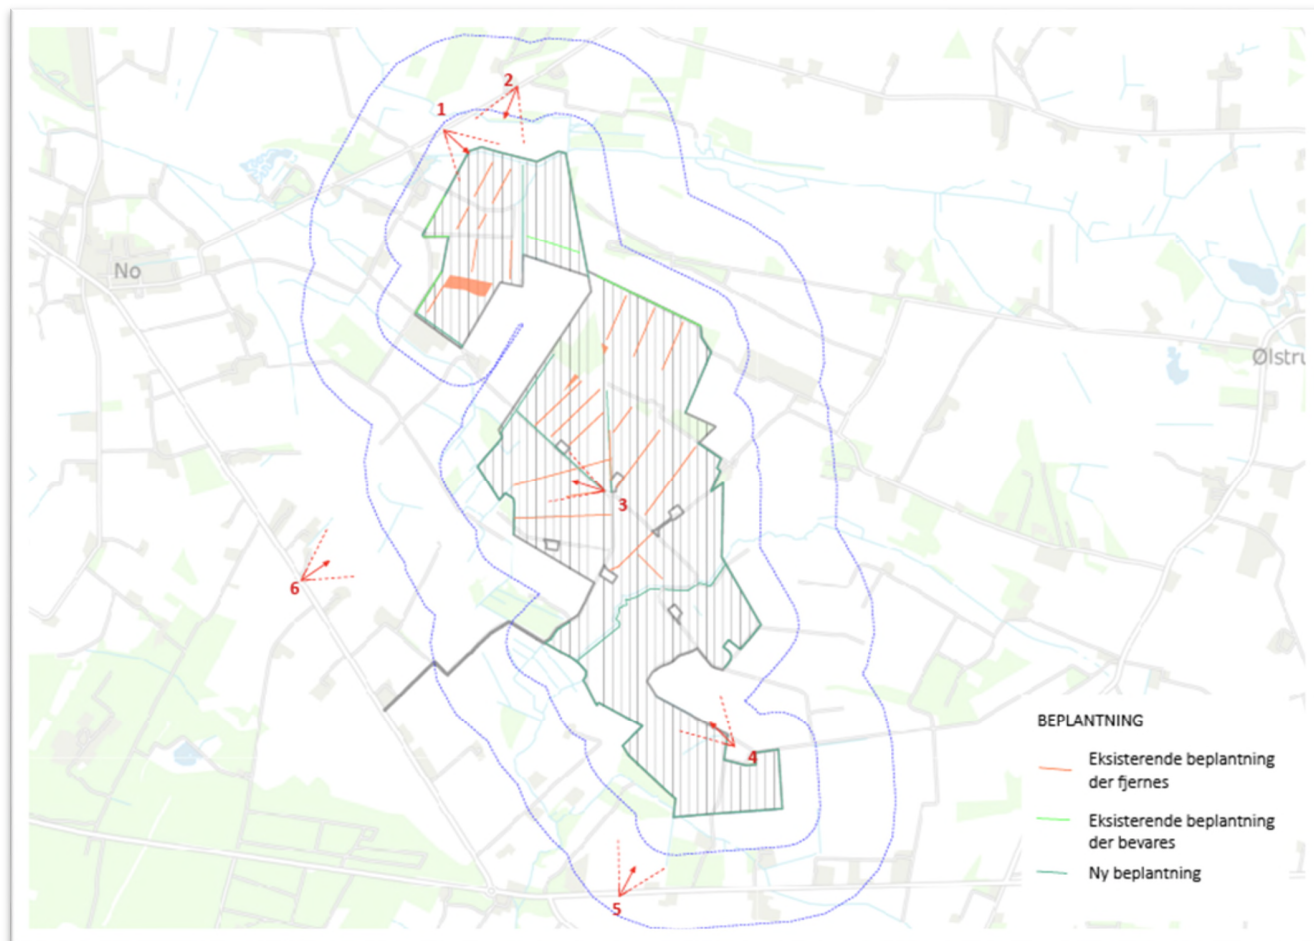 2
1
No
Ølstru
3
6
4
5
BEPLANTNING
Eksisterende beplantning
der fjernes
Eksisterende beplantning
der bevares
Ny beplantning